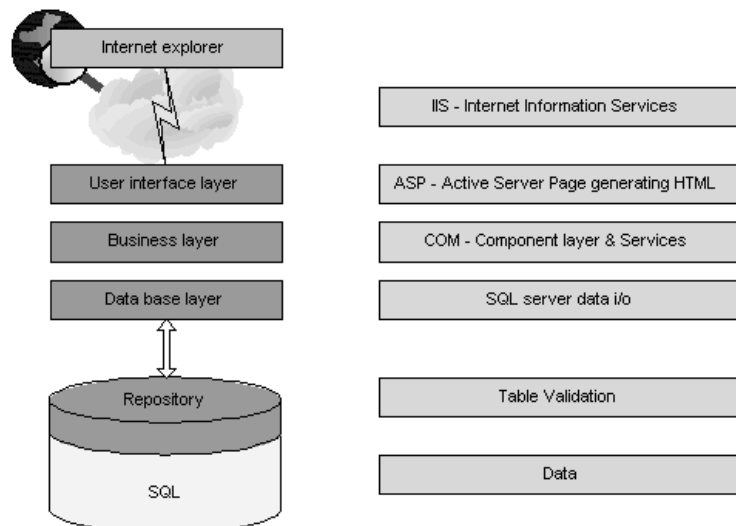 Internet explorer
IIS - Internet Information Services
User interface layer
ASP - Active Server Page generating HTML
Business layer
COM - Component layer & Services
Data base layer
SQL server data i/o
Repository
Table Validation
SQL
Data